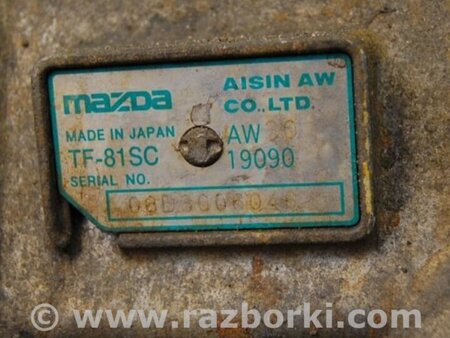 mazda
AISIN AW CO.,LTD.
MADE IN JAPAN
TF-81SC
AW
19090
SERIAL NO.
© www.razborki.com